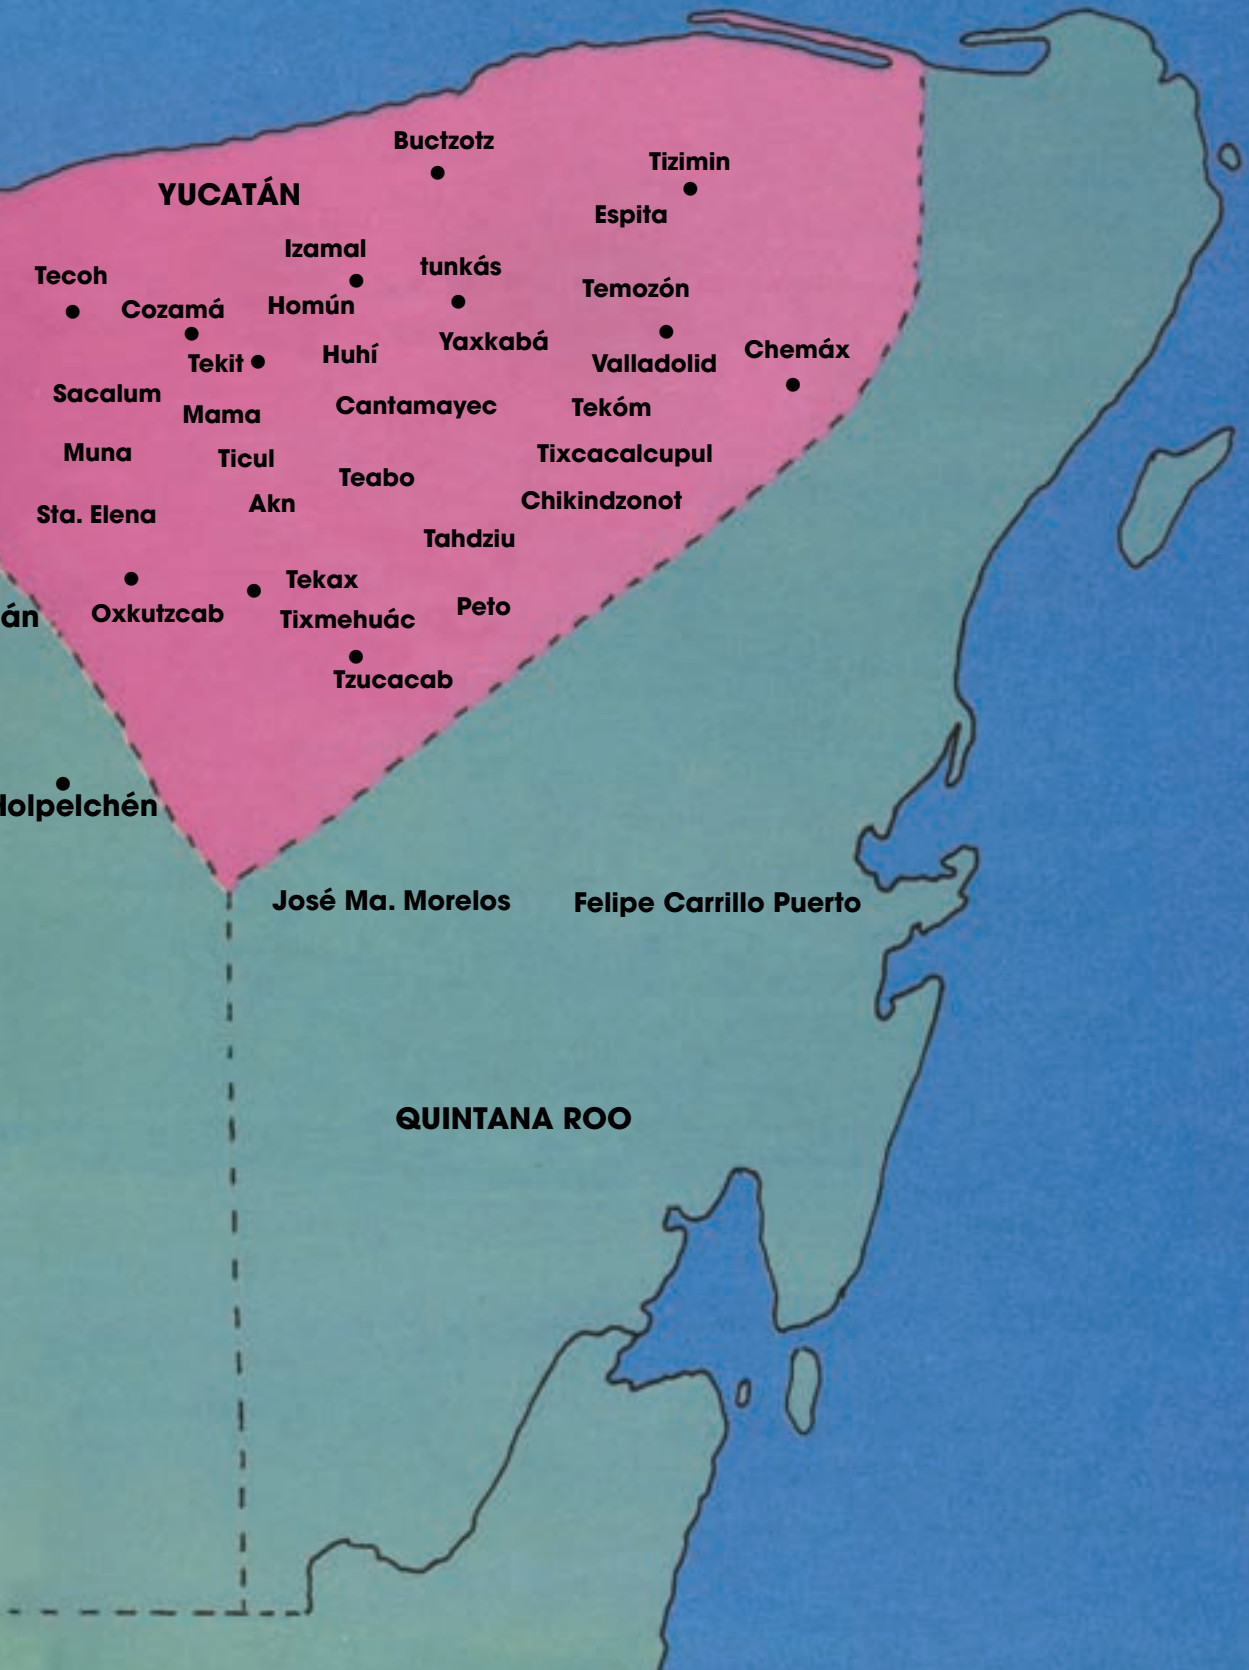 Buctzotz
Tizimin
YUCATÁN
Espita
Izamal
tunkás
Tecoh
Temozón
Cozamá
Homún
Yaxkabá
Chemáx
Huhí
Tekit
Valladolid
Sacalum
Cantamayec
Tekóm
Mama
Muna
Ticul
Tixcacalcupul
Teabo
Akn
Chikindzonot
Sta. Elena
Tahdziu
Tekax
Peto
án
Oxkutzcab
Tixmehuác
Tzucacab
Holpelchén
José Ma. Morelos
Felipe Carrillo Puerto
QUINTANA ROO